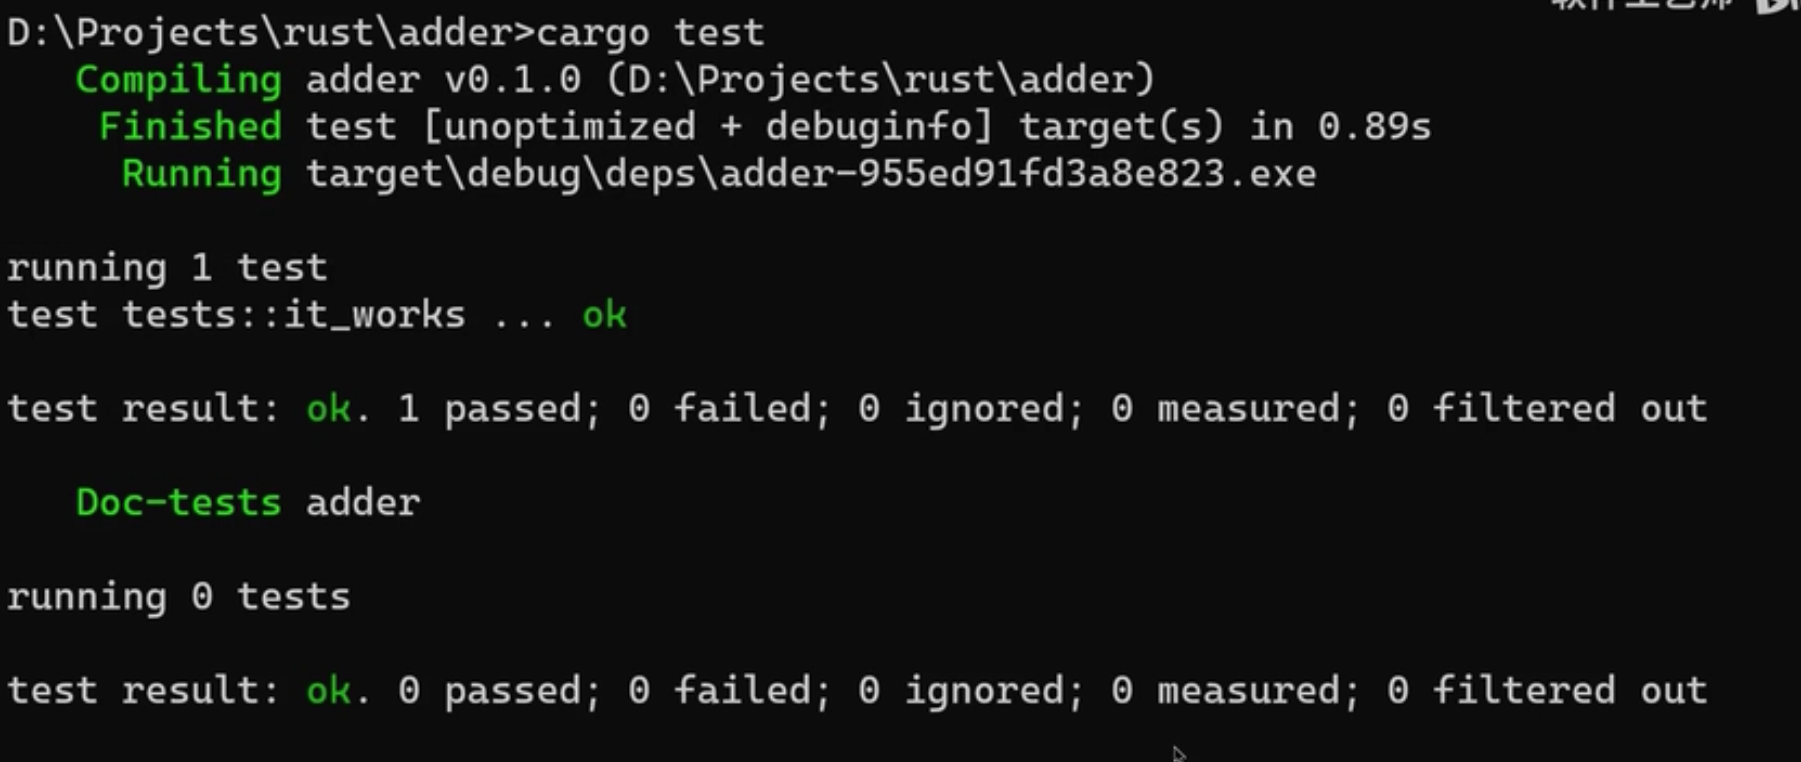 D:\Projects\rust\adder>cargo test
Compiling adder v0.1.0 (D:\Projects\rust\adder)
Finished test [unoptimized + debuginfo] target(s) in 0.89s
Running target\debug\deps\adder-955ed91fd3a8e823.exe
running 1 test
test tests::it_works ... ok
test result: ok. 1 passed; 0 failed; 0 ignored; 0 measured; 0 filtered out
Doc-tests adder
running 0 tests
test result: ok. 0 passed; 0 failed; 0 ignored; 0 measured; 0 filtered out